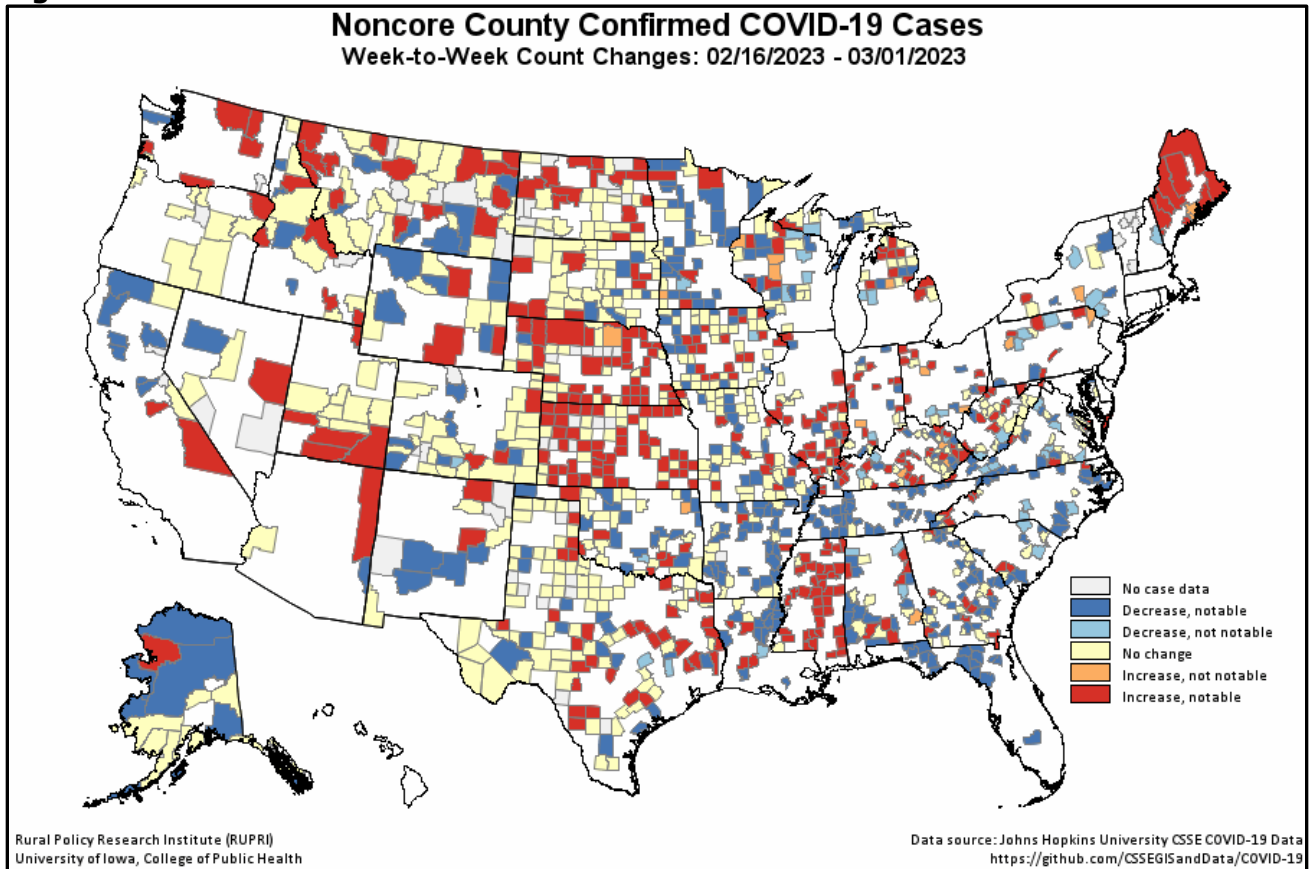 Noncore County Confirmed COVID-19 Cases
Week-to-Week Count Changes: 02/16/2023 - 03/01/2023
No case data
Decrease, notable
Decrease, not notable
No change
Increase, not notable
Increase, notable
Rural Policy Research Institute (RUPRI)
University of Iowa, College of Public Health
Data source: Johns Hopkins University CSSE COVID-19 Data
https://github.com/CSSEGISandData/COVID-19